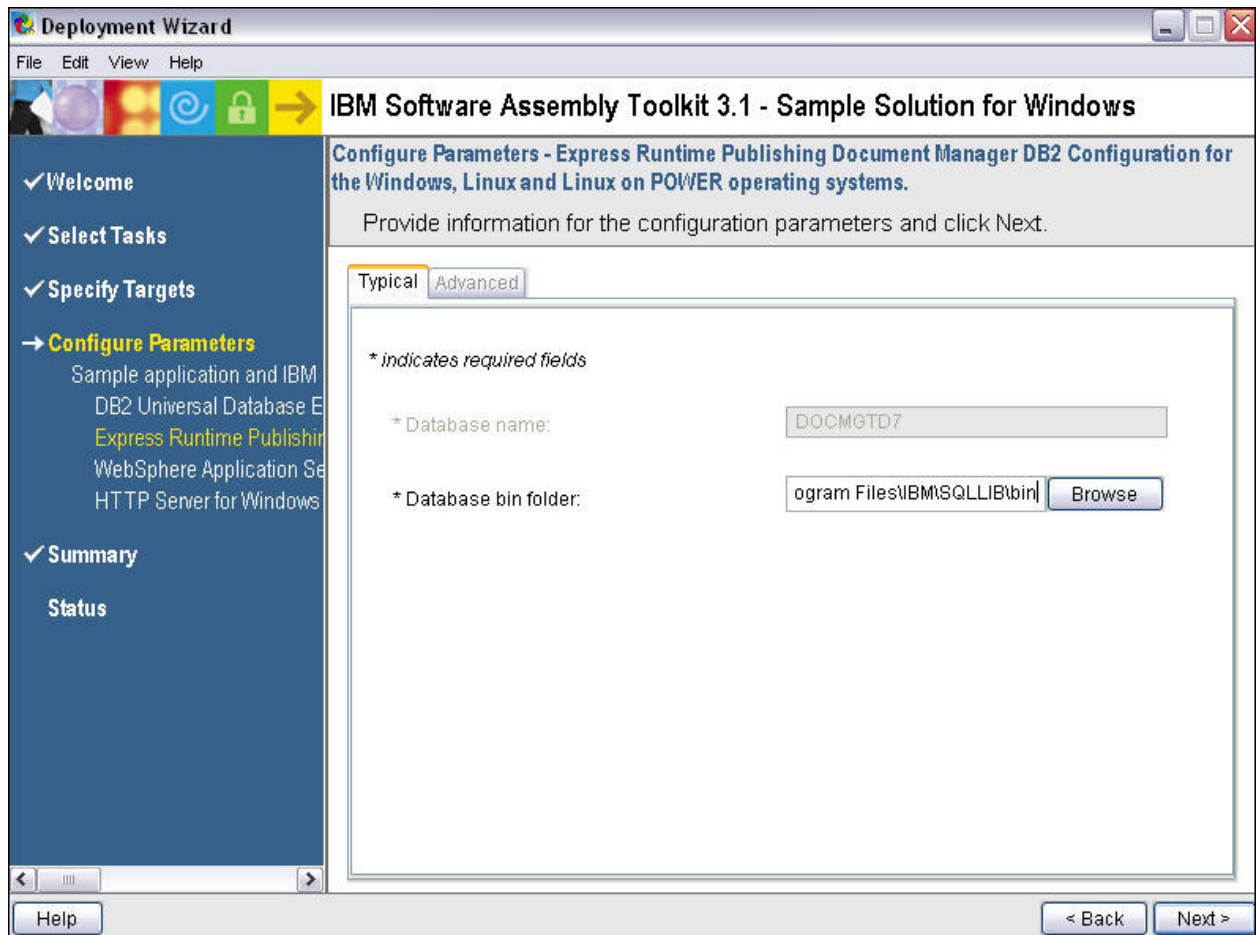 Deployment Wizard
File Edit View Help
IBM Software Assembly Toolkit 3.1 - Sample Solution for Windows
Welcome
Select Tasks
Specify Targets
Configure Parameters
Sample application and IBM
DB2 Universal Database E
Express Runtime Publishin
WebSphere Application Se
HTTP Server for Windows
Summary
Status
Configure Parameters - Express Runtime Publishing Document Manager DB2 Configuration for
the Windows, Linux and Linux on POWER operating systems.
Provide information for the configuration parameters and click Next.
Typical Advanced
* indicates required fields
* Database name: DOCMGTD7
* Database bin folder: ogram Files\IBM\SQLLIB\bin Browse
Help < Back Next >